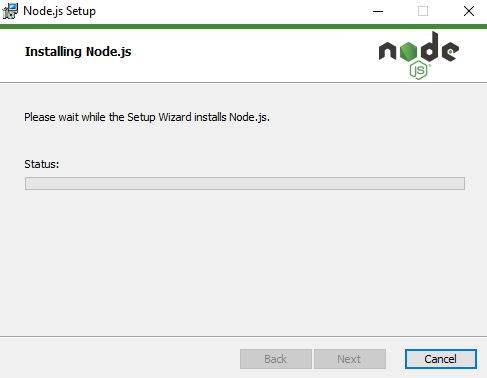 Node.js Setup
Installing Node.js
node
JS
Please wait while the Setup Wizard installs Node.js.
Status:
Back
Next
Cancel